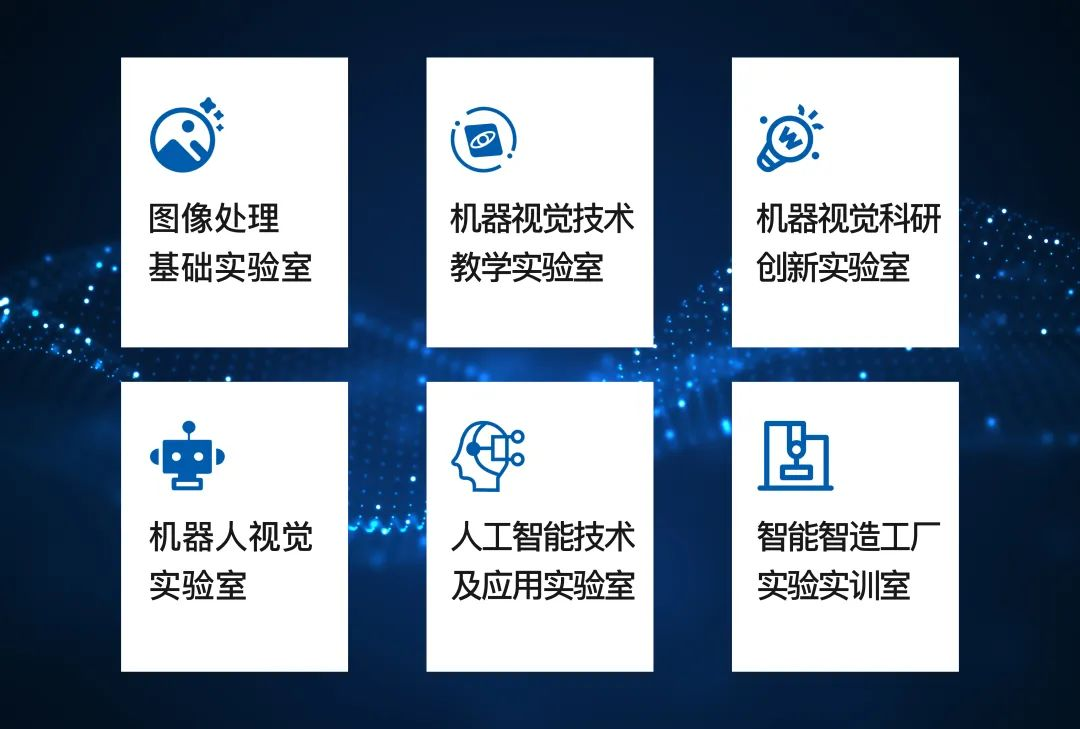 图像处理
基础实验室
机器视觉技术
教学实验室
W
机器视觉科研
创新实验室
机器人视觉
实验室
人工智能技术
及应用实验室
智能智造工厂
实验实训室